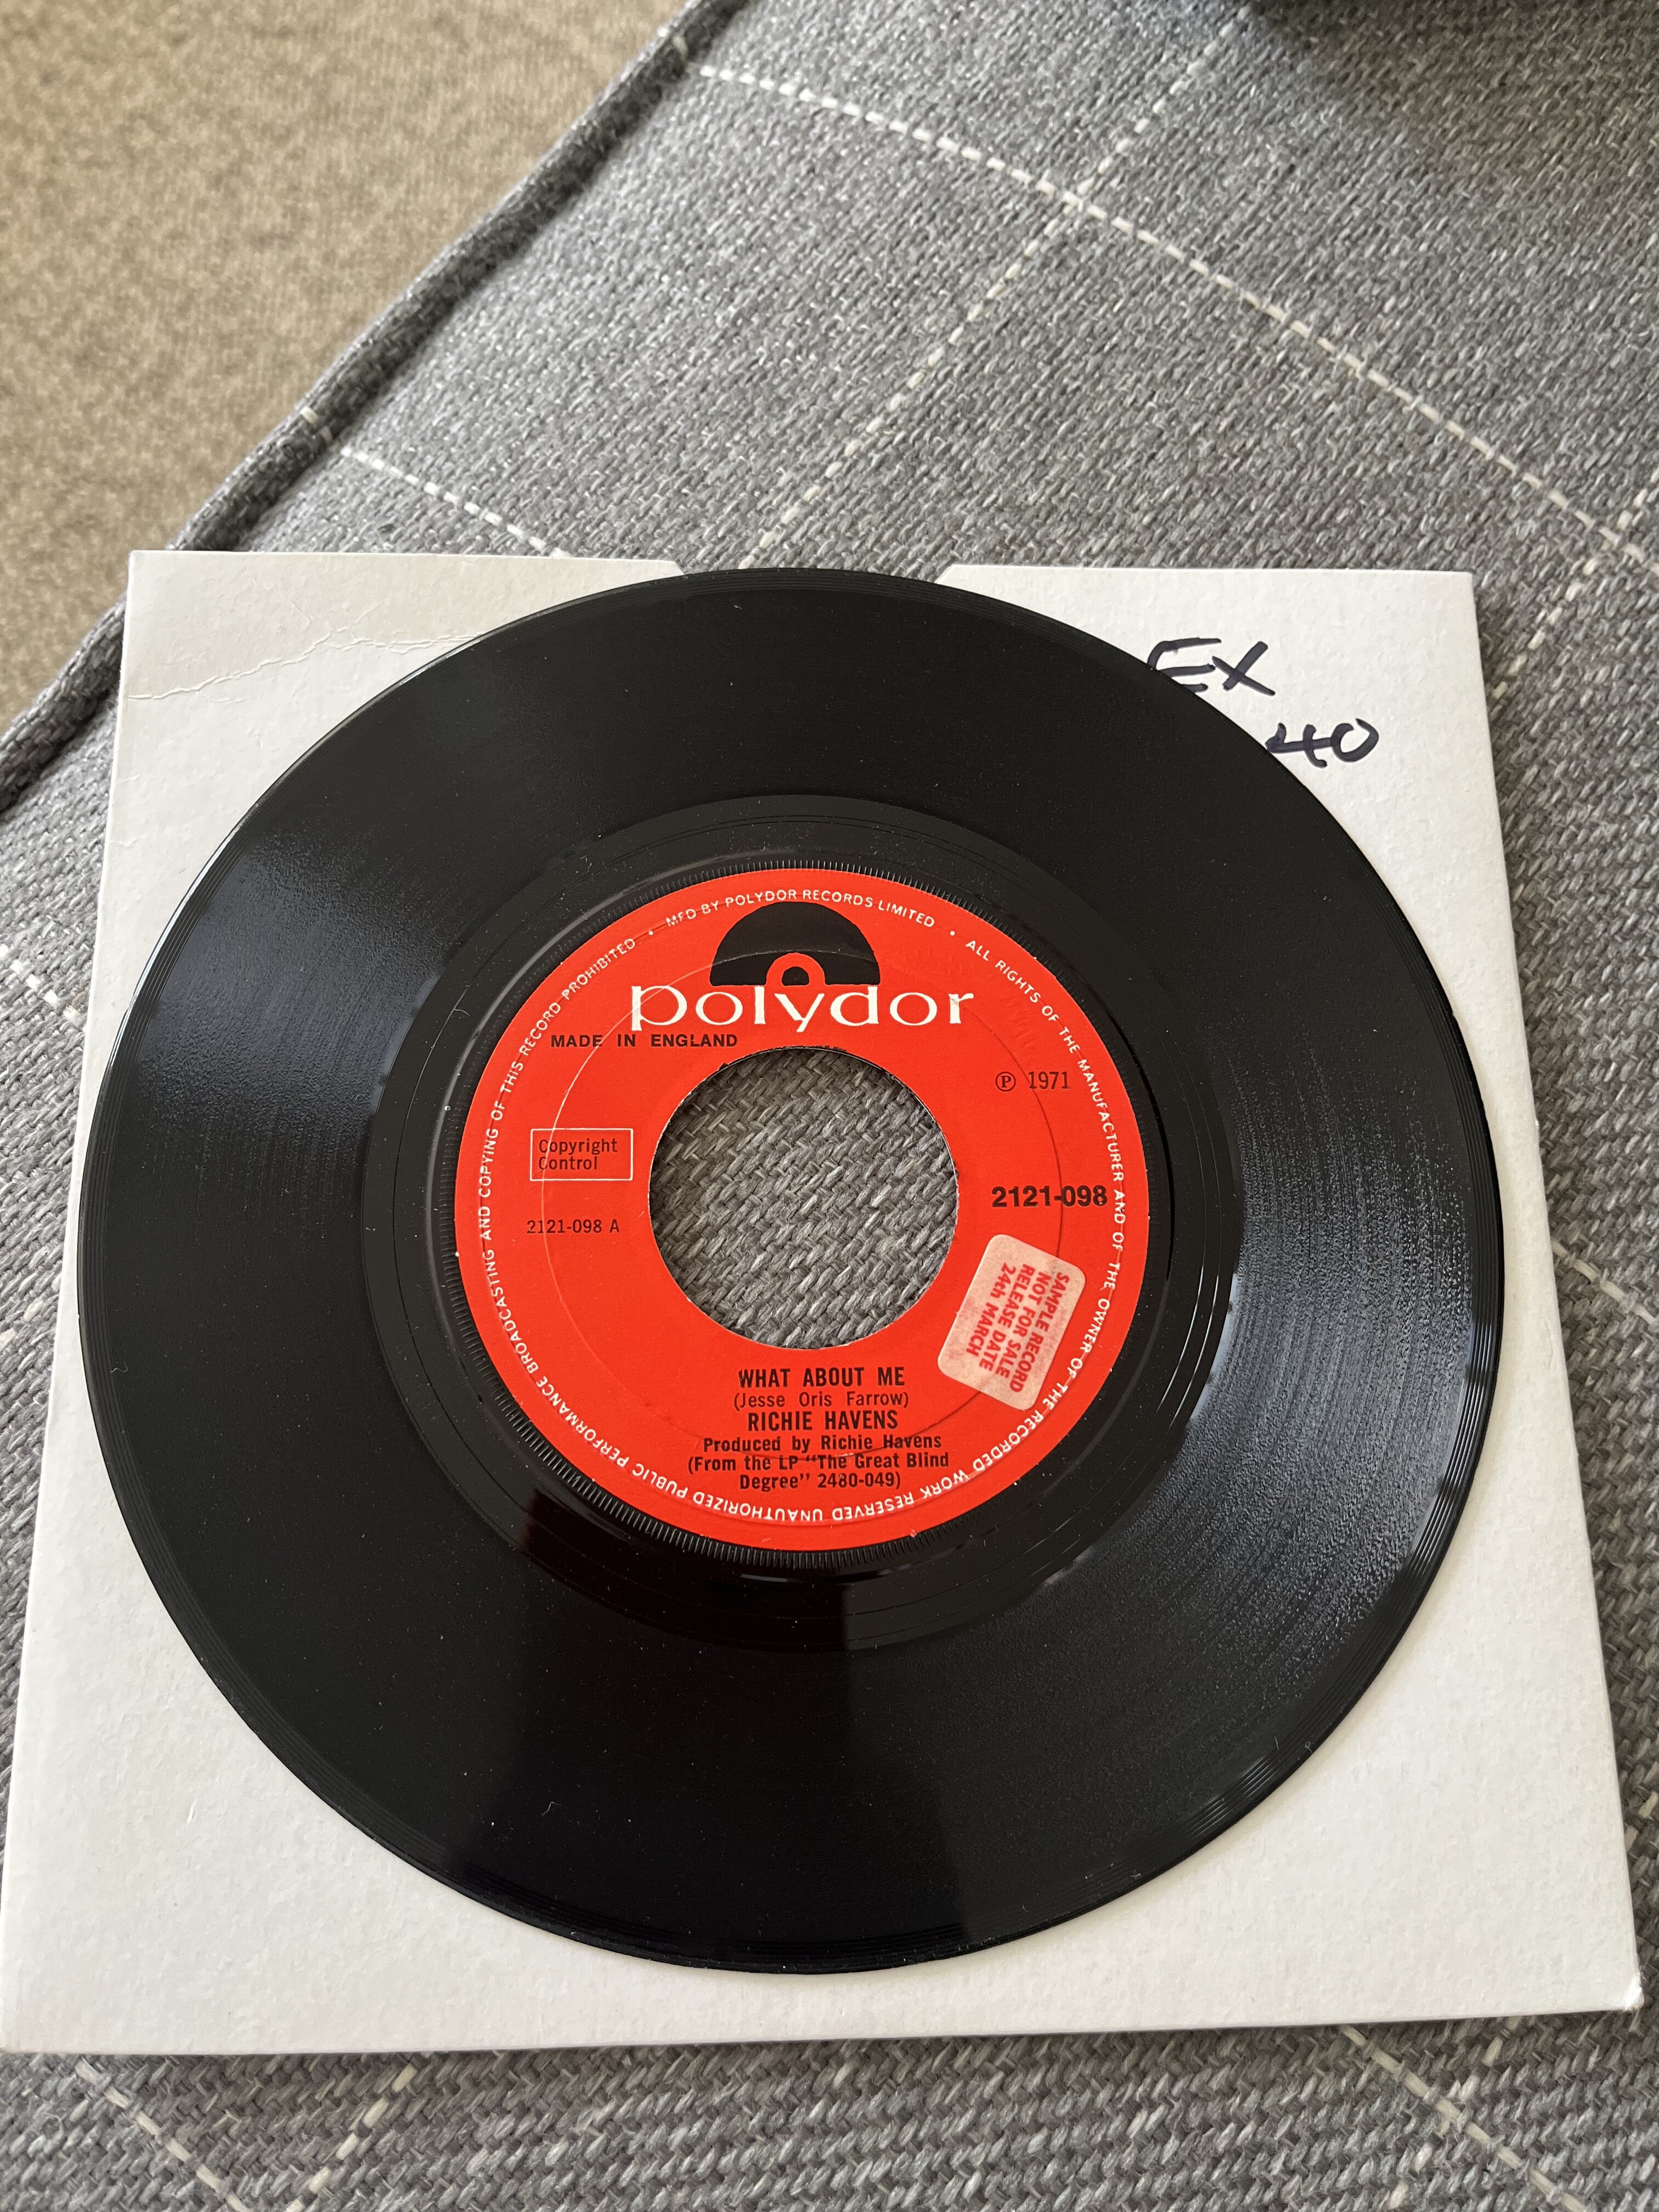 EX
40
MFD BY POLYDOR RECORDS LIMITED • ALL RIGHTS OF THE MANUFACTURER AND OF THE OWNER OF THE RECORDED WORK RESERVED UNAUTHORIZED PUBLIC PERFORMANCE BROADCASTING AND COPYING OF THIS RECORD PROHIBITED •
polydor
MADE IN ENGLAND
℗ 1971
Copyright
Control
2121-098
2121-098 A
SAMPLE RECORD
NOT FOR SALE
RELEASE DATE
24th MARCH
WHAT ABOUT ME
(Jesse Oris Farrow)
RICHIE HAVENS
Produced by Richie Havens
(From the LP "The Great Blind
Degree" 2480-049)